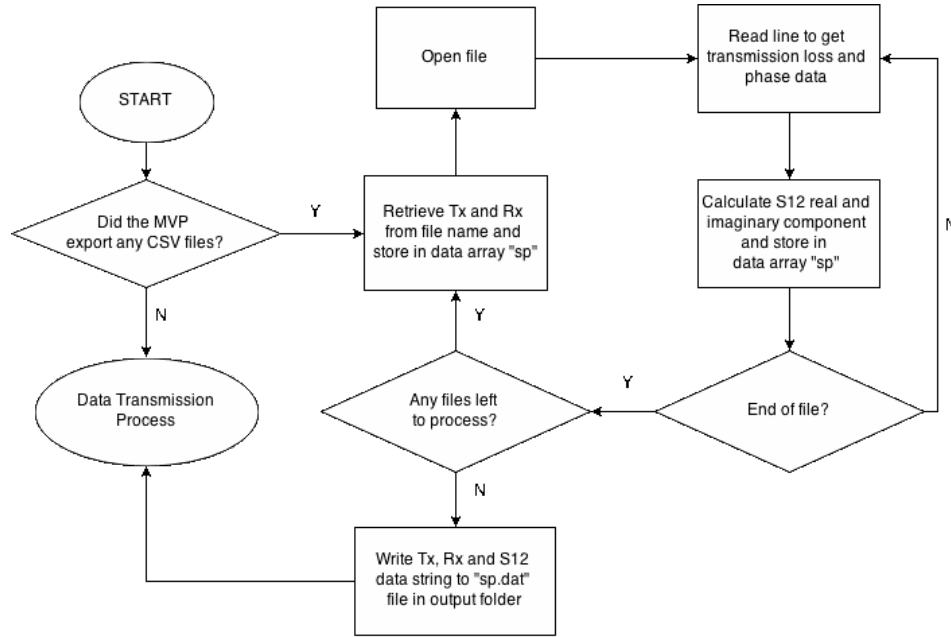 START
Did the MVP
export any CSV files?
Y
N
Data Transmission
Process
Open file
Retrieve Tx and Rx
from file name and
store in data array "sp"
Y
Any files left
to process?
N
Write Tx, Rx and S12
data string to "sp.dat"
file in output folder
Read line to get
transmission loss and
phase data
Calculate S12 real and
imaginary component
and store in
data array "sp"
End of file?
Y
N